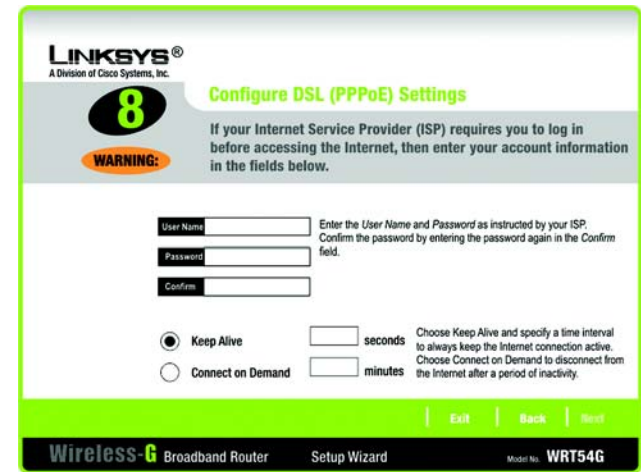 LINKSYS®
A Division of Cisco Systems, Inc.
8
Configure DSL (PPPoE) Settings
WARNING:
If your Internet Service Provider (ISP) requires you to log in
before accessing the Internet, then enter your account information
in the fields below.
User Name
Password
Confirm
Enter the User Name and Password as instructed by your ISP.
Confirm the password by entering the password again in the Confirm
field.
Keep Alive
seconds
Choose Keep Alive and specify a time interval
to always keep the Internet connection active.
Connect on Demand
minutes
Choose Connect on Demand to disconnect from
the Internet after a period of inactivity.
Exit
Back
Next
Wireless-G Broadband Router
Setup Wizard
Model No. WRT54G